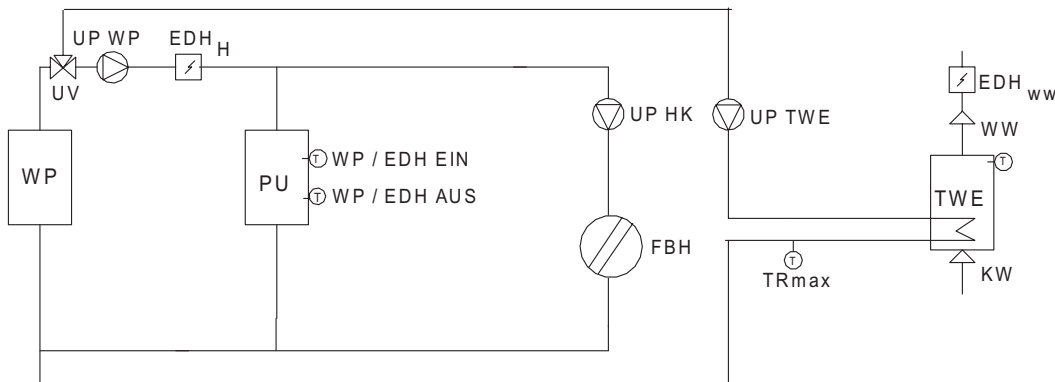 UP WP
EDH H
UV
WP
PU
T WP / EDH EIN
T WP / EDH AUS
UP HK
FBH
UP TWE
T
TRmax
EDH ww
WW
T
TWE
KW